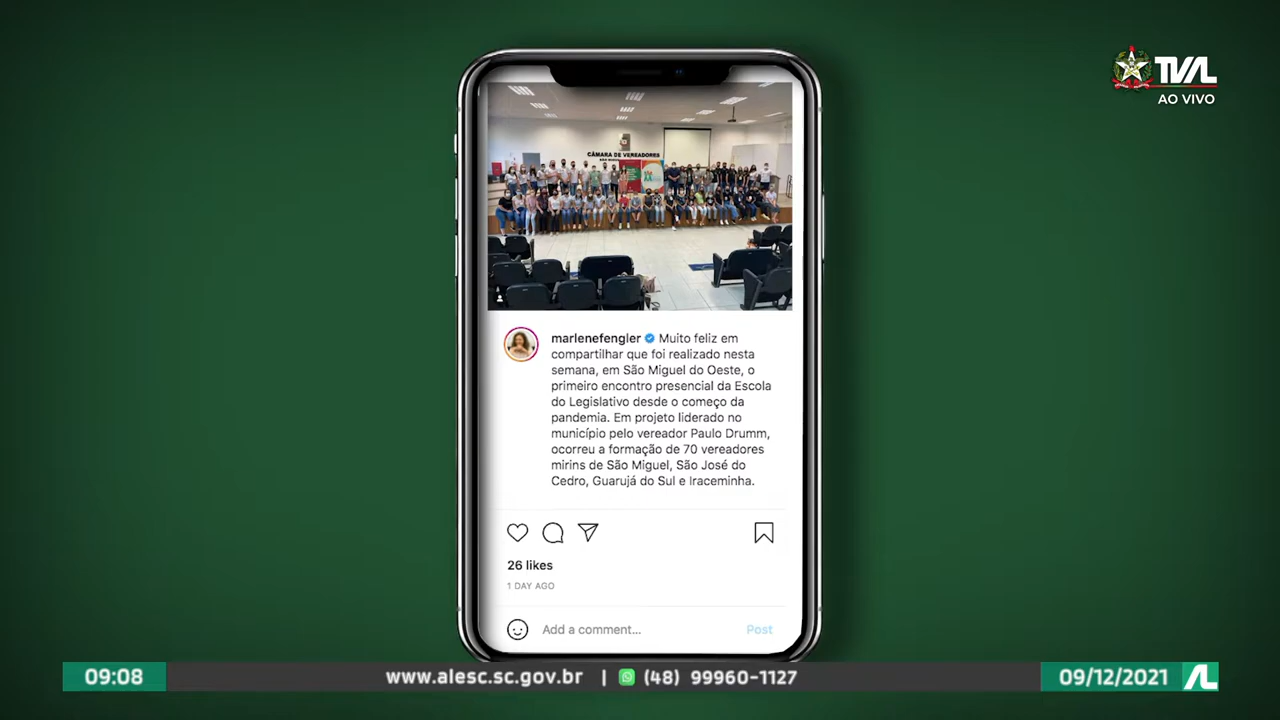 TVAL
AO VIVO
CÂMARA DE VEREADORES
marlenefengler Muito feliz em
compartilhar que foi realizado nesta
semana, em São Miguel do Oeste, o
primeiro encontro presencial da Escola
do Legislativo desde o começo da
pandemia. Em projeto liderado no
município pelo vereador Paulo Drumm,
ocorreu a formação de 70 vereadores
mirins de São Miguel, São José do
Cedro, Guarujá do Sul e Iraceminha.
26 likes
1 DAY AGO
Add a comment... Post
09:08 www.alesc.sc.gov.br | (48) 99960-1127 09/12/2021